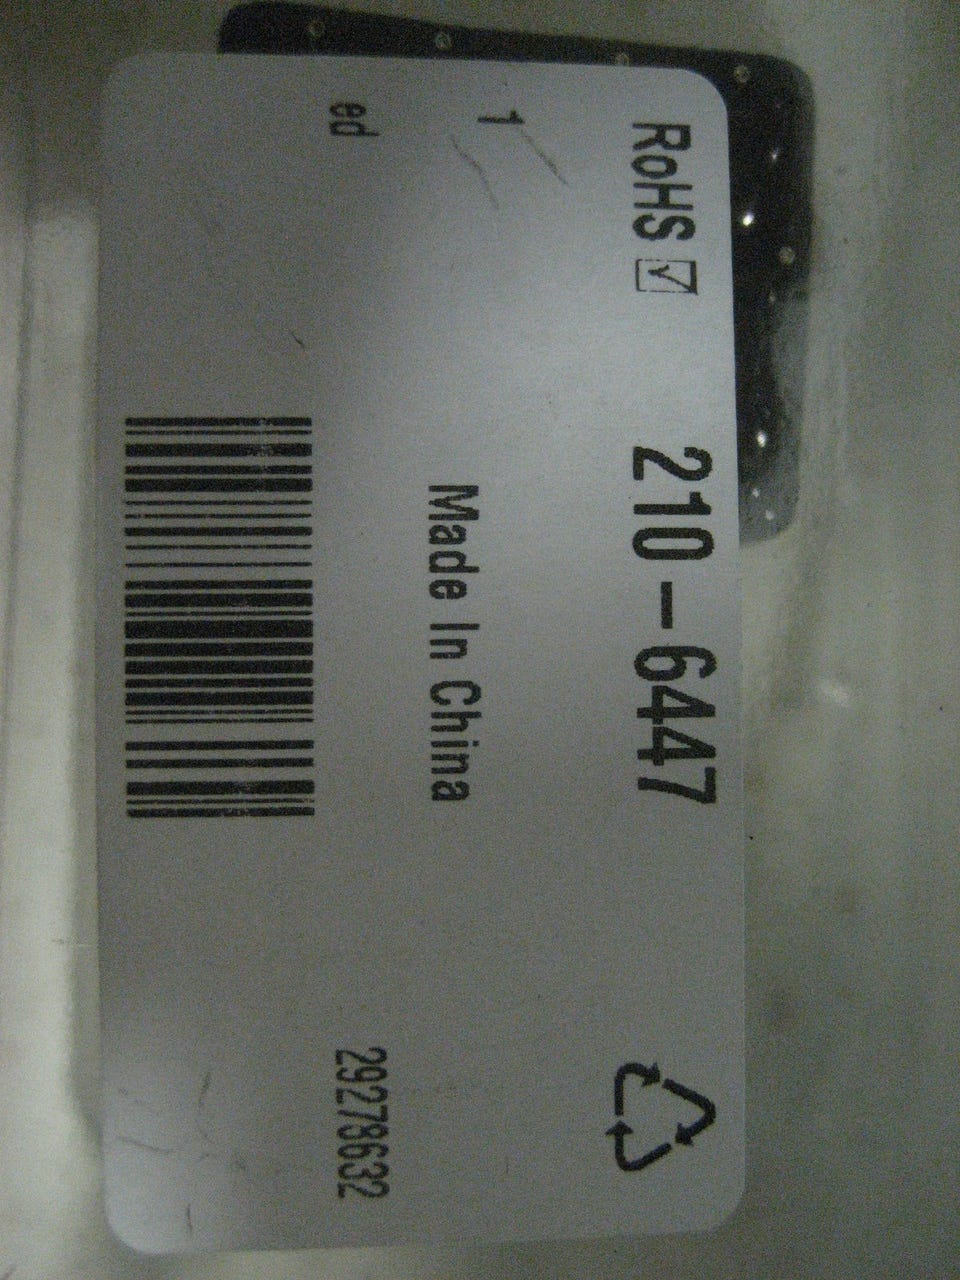 RoHS 210-6447
1
Made In China
ed 29278632